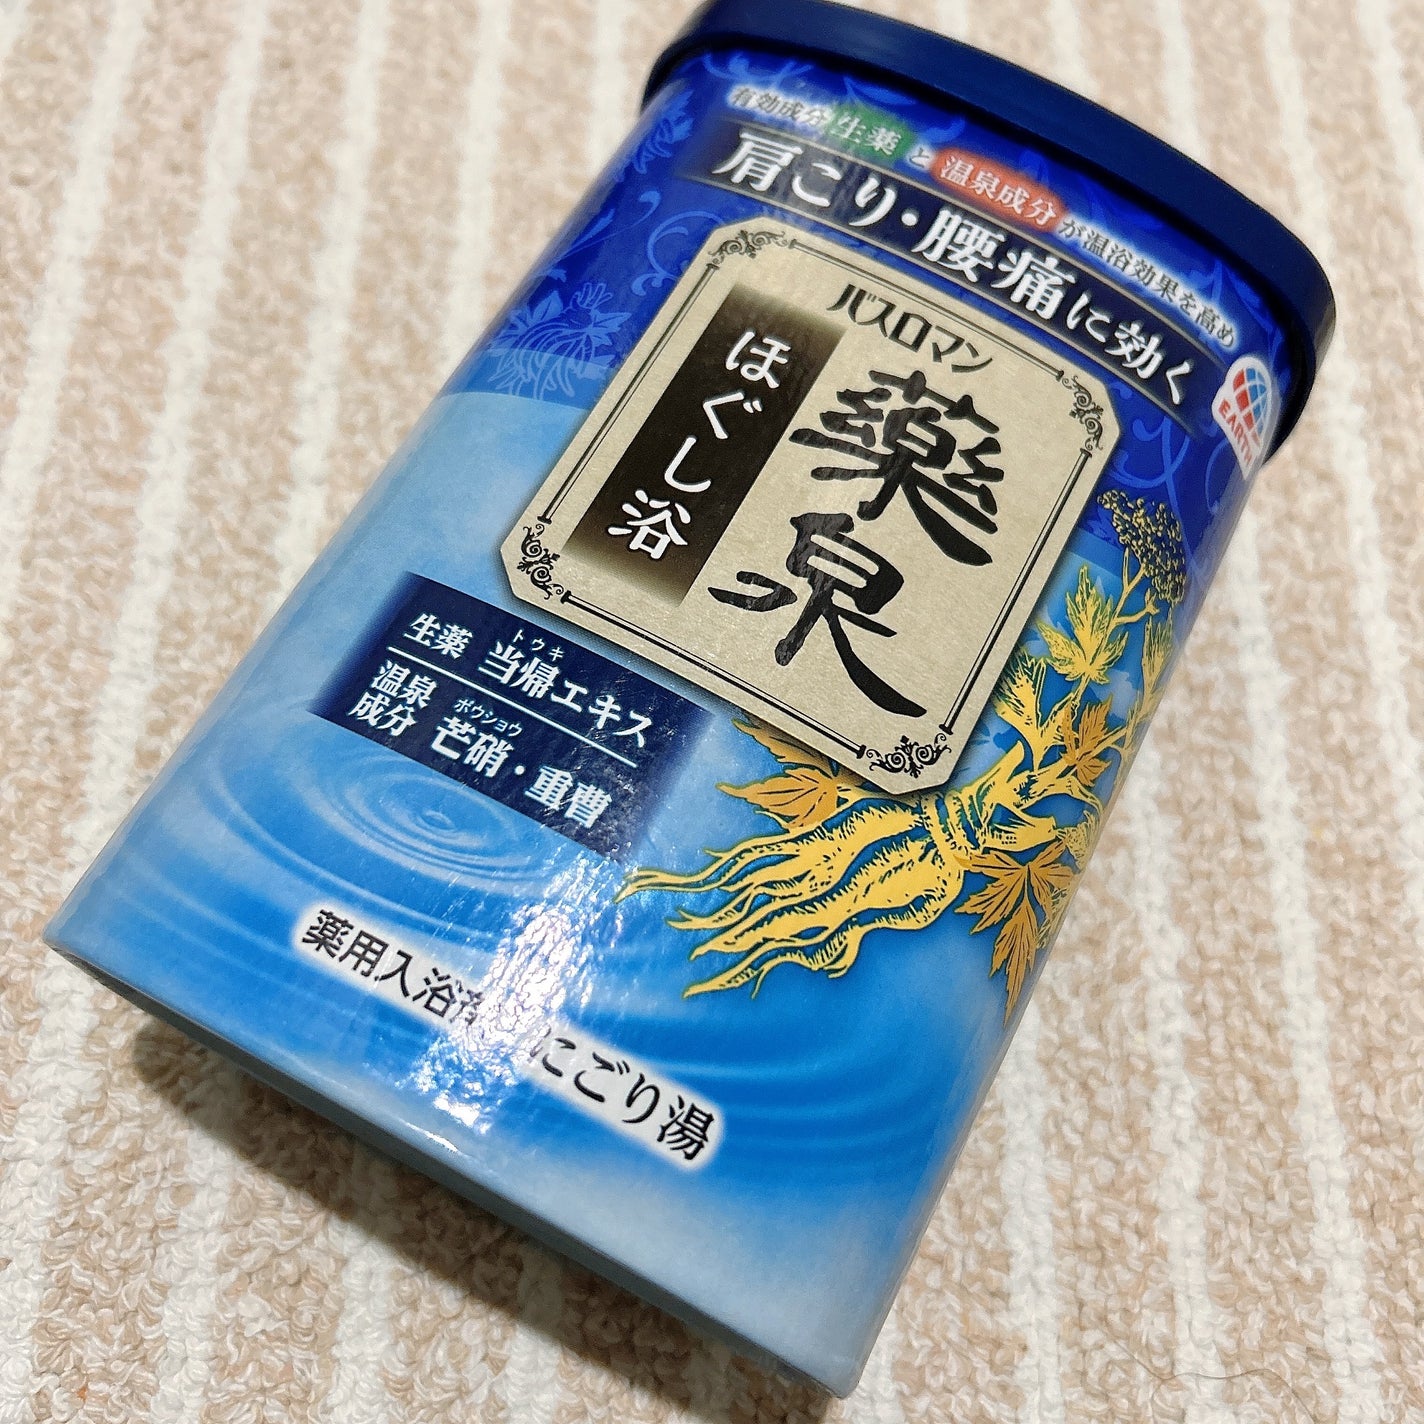 有効成分生薬と温泉成分が温浴効果を高め
肩こり・腰痛に効く
EARTH
バスロマン
薬泉
ほぐし浴
トウキ
生薬 当帰エキス
ボウショウ
温泉成分 芒硝・重曹
薬用入浴剤 にごり湯